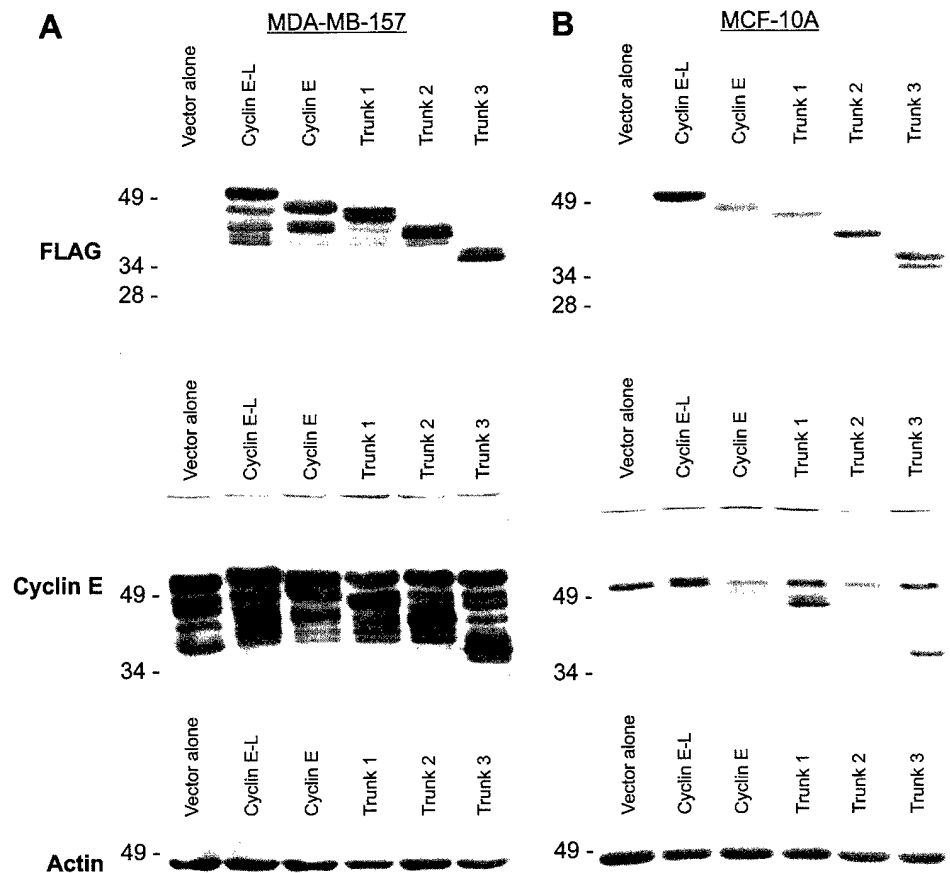 A
MDA-MB-157
Vector alone
Cyclin E-L
Cyclin E
Trunk 1
Trunk 2
Trunk 3
49 -
FLAG
34 -
28 -
Vector alone
Cyclin E-L
Cyclin E
Trunk 1
Trunk 2
Trunk 3
Cyclin E
49 -
34 -
Vector alone
Cyclin E-L
Cyclin E
Trunk 1
Trunk 2
Trunk 3
Actin
49 -
B
MCF-10A
Vector alone
Cyclin E-L
Cyclin E
Trunk 1
Trunk 2
Trunk 3
49 -
34 -
28 -
Vector alone
Cyclin E-L
Cyclin E
Trunk 1
Trunk 2
Trunk 3
49 -
34 -
Vector alone
Cyclin E-L
Cyclin E
Trunk 1
Trunk 2
Trunk 3
49 -